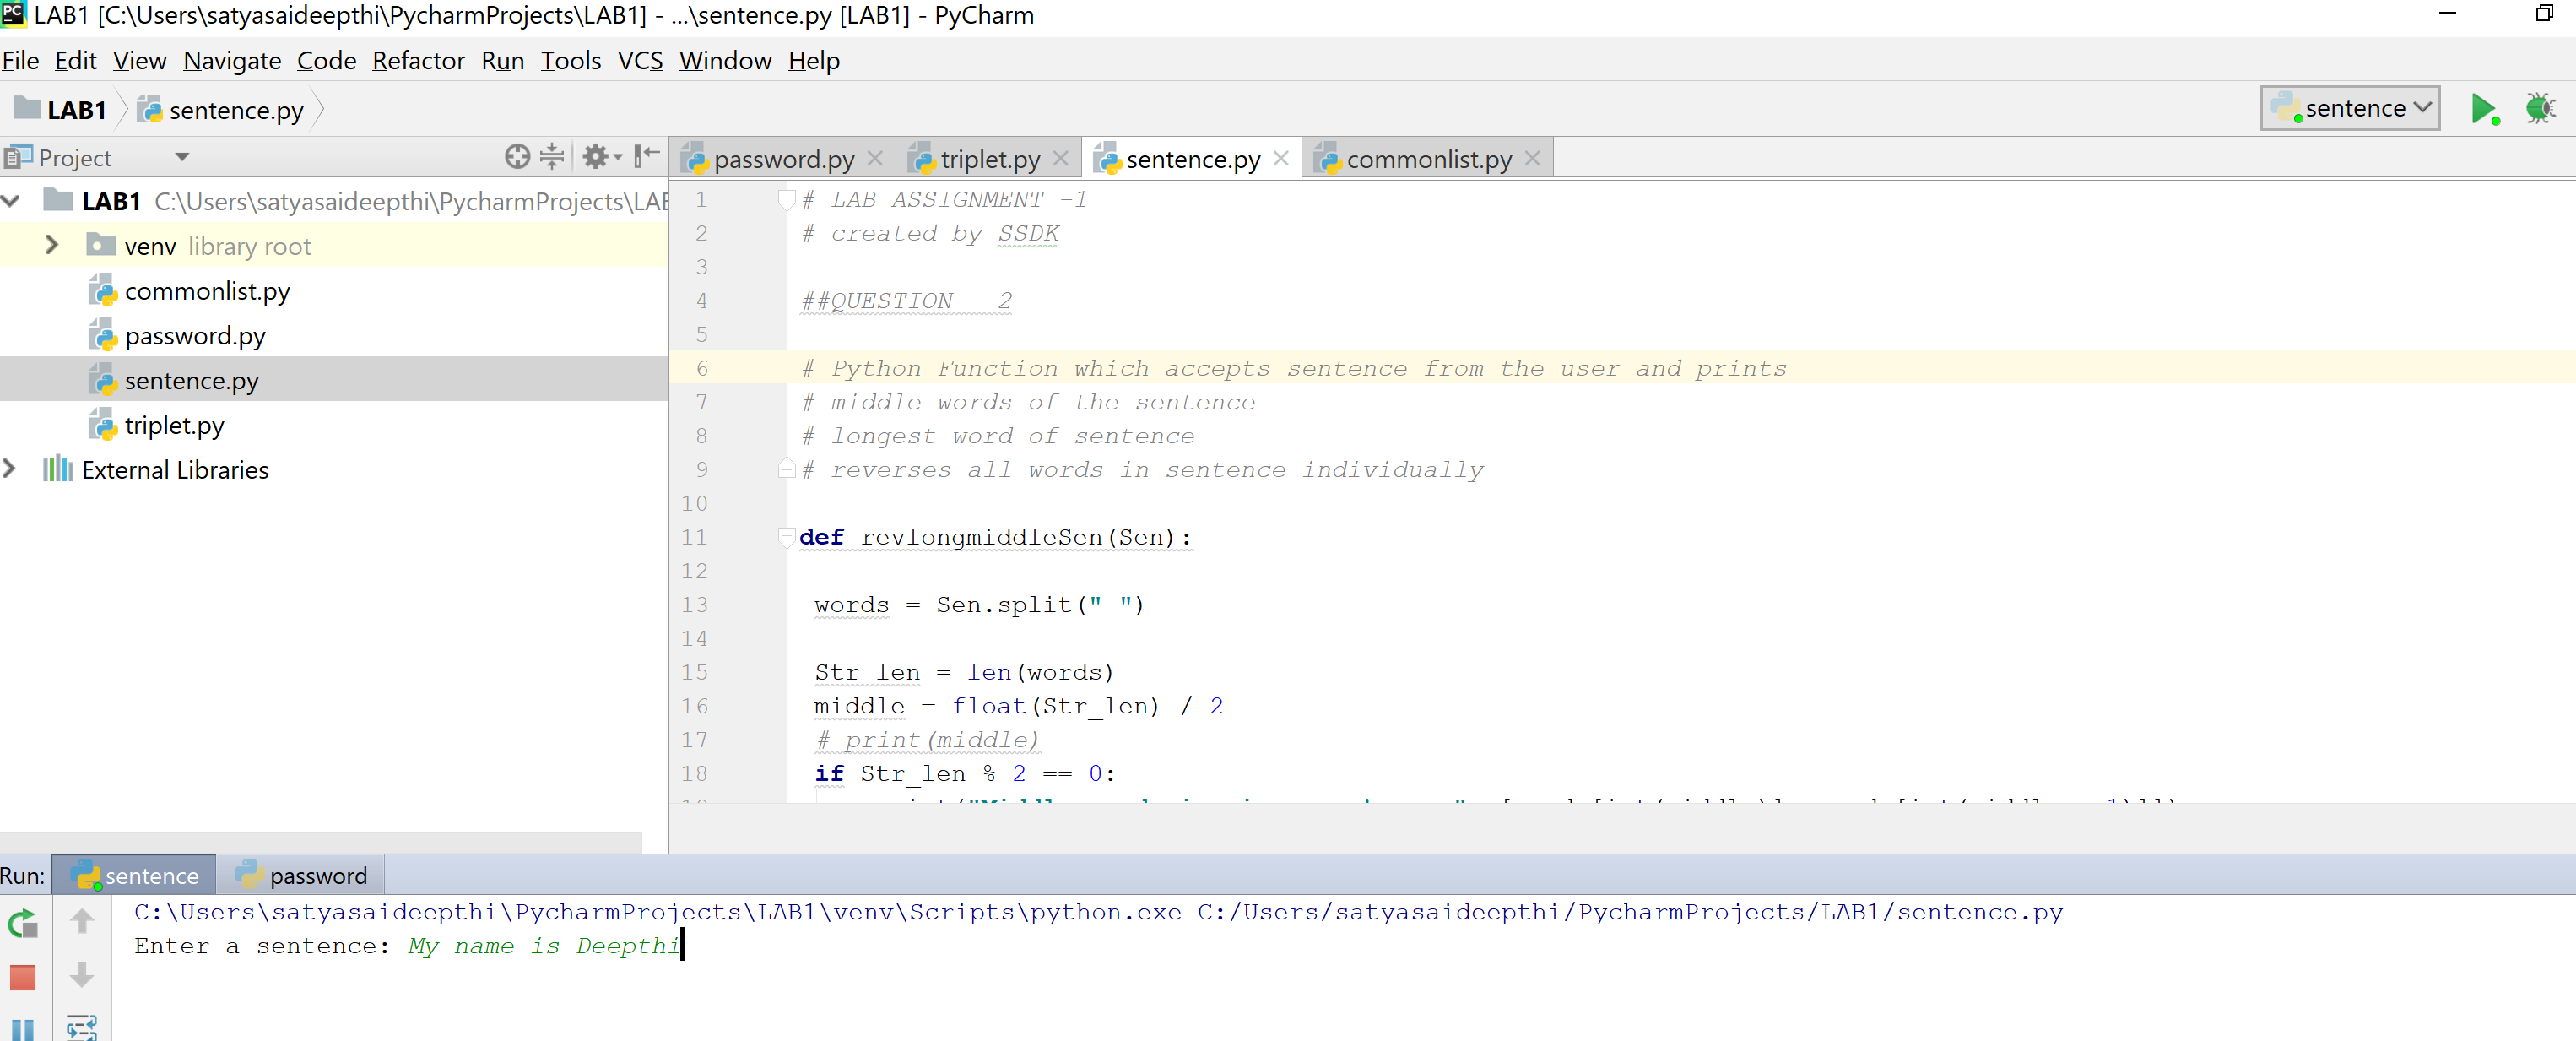 PC LAB1 [C:\Users\satyasaideepthi\PycharmProjects\LAB1] - ...\sentence.py [LAB1] - PyCharm
File Edit View Navigate Code Refactor Run Tools VCS Window Help
LAB1 sentence.py sentence
Project password.py triplet.py sentence.py commonlist.py
LAB1 C:\Users\satyasaideepthi\PycharmProjects\LAB
venv library root
commonlist.py
password.py
sentence.py
triplet.py
External Libraries
1 # LAB ASSIGNMENT -1
2 # created by SSDK
3
4 ##QUESTION - 2
5
6 # Python Function which accepts sentence from the user and prints
7 # middle words of the sentence
8 # longest word of sentence
9 # reverses all words in sentence individually
10
11 def revlongmiddleSen(Sen):
12
13 words = Sen.split(" ")
14
15 Str_len = len(words)
16 middle = float(Str_len) / 2
17 # print(middle)
18 if Str_len % 2 == 0:
Run: sentence password
C:\Users\satyasaideepthi\PycharmProjects\LAB1\venv\Scripts\python.exe C:/Users/satyasaideepthi/PycharmProjects/LAB1/sentence.py
Enter a sentence: My name is Deepthi